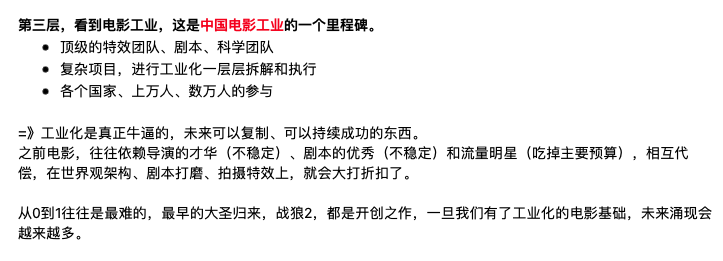 第三层，看到电影工业，这是中国电影工业的一个里程碑。
● 顶级的特效团队、剧本、科学团队
● 复杂项目，进行工业化一层层拆解和执行
● 各个国家、上万人、数万人的参与
=》工业化是真正牛逼的，未来可以复制、可以持续成功的东西。
之前电影，往往依赖导演的才华（不稳定）、剧本的优秀（不稳定）和流量明星（吃掉主要预算），相互代
偿，在世界观架构、剧本打磨、拍摄特效上，就会大打折扣了。
从0到1往往是最难的，最早的大圣归来，战狼2，都是开创之作，一旦我们有了工业化的电影基础，未来涌现会
越来越多。